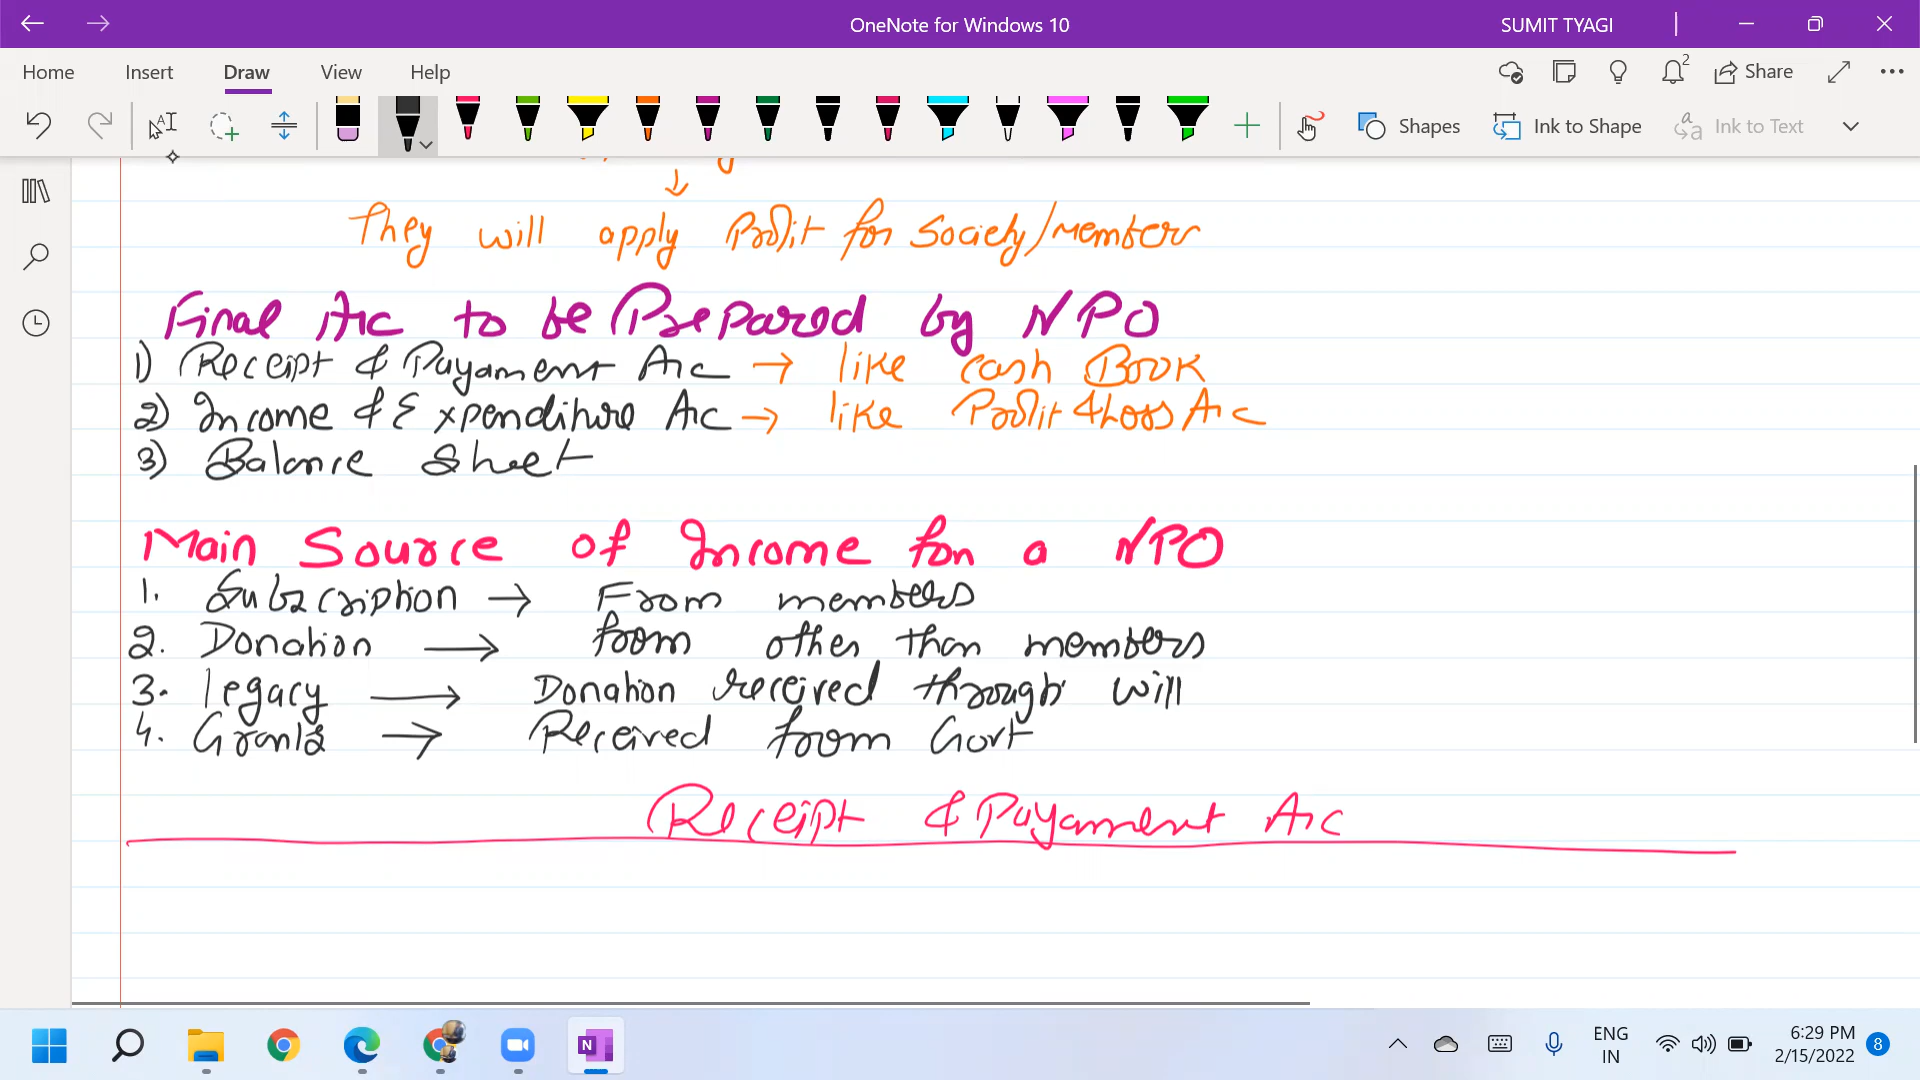 OneNote for Windows 10
SUMIT TYAGI
Home Insert Draw View Help
2
Share
Shapes
Ink to Shape
Ink to Text
They will apply Profit for Society/Members
Final A/c to be Prepared by NPO
1) Receipt & Payament A/c → like cash Book
2) Income & Expenditure A/c → like Profit & Loss A/c
3) Balance Sheet
Main Source of Income for a NPO
1. Subscription → From members
2. Donation → from other than members
3. Legacy → Donation received through will
4. Grants → Received from Govt
Receipt & Payament A/c
ENG
IN
6:29 PM
2/15/2022
8